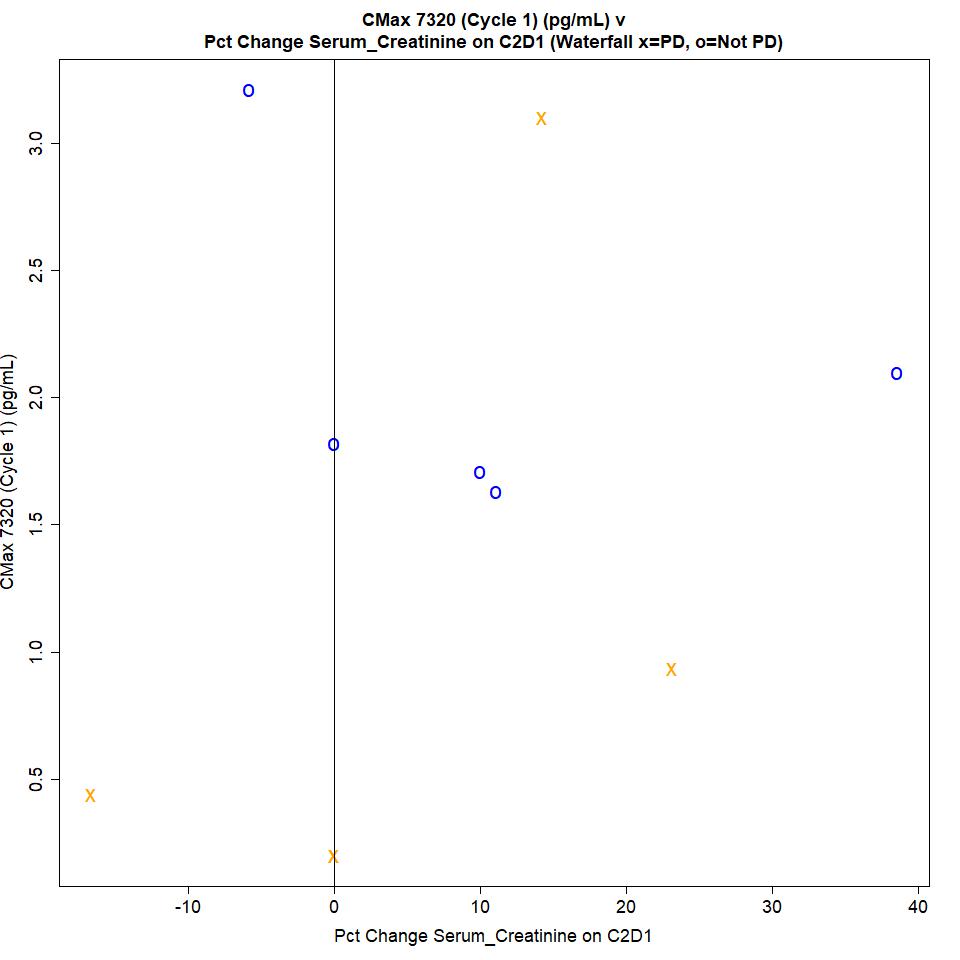 CMax 7320 (Cycle 1) (pg/mL) v
Pct Change Serum_Creatinine on C2D1 (Waterfall x=PD, o=Not PD)
CMax 7320 (Cycle 1) (pg/mL)
3.0
2.5
2.0
1.5
1.0
0.5
O
X
O
O
O
O
X
X
X
-10 0 10 20 30 40
Pct Change Serum_Creatinine on C2D1